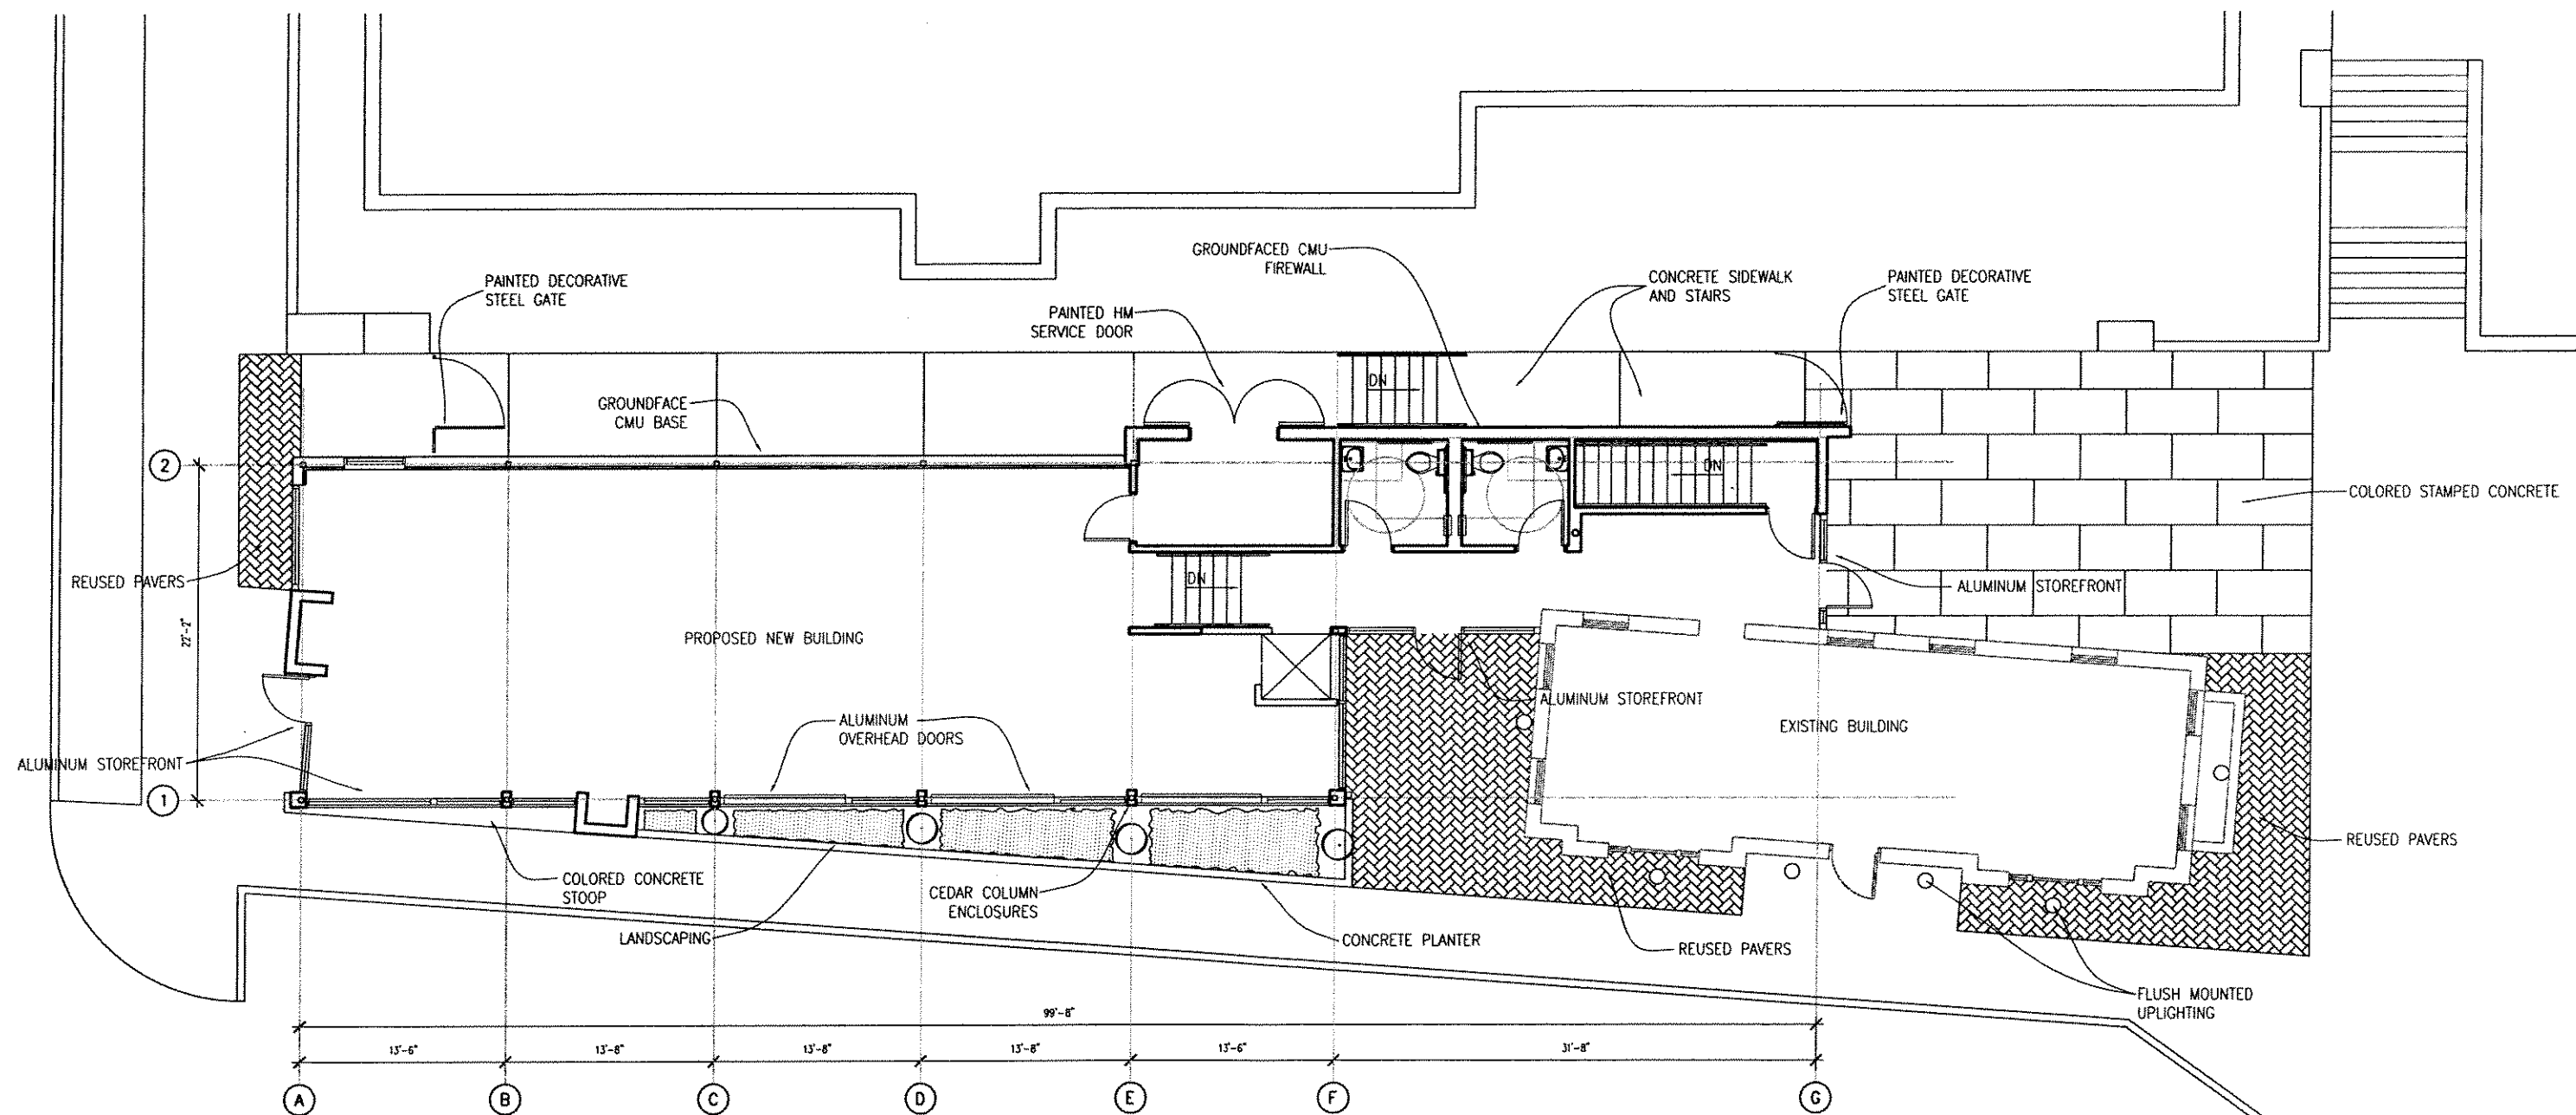 GROUNDFACED CMU
FIREWALL
PAINTED DECORATIVE
STEEL GATE
CONCRETE SIDEWALK
AND STAIRS
PAINTED DECORATIVE
STEEL GATE
PAINTED HM
SERVICE DOOR
DN
GROUNDFACE
CMU BASE
2
DN
COLORED STAMPED CONCRETE
REUSED PAVERS
DN
ALUMINUM STOREFRONT
22'-2"
PROPOSED NEW BUILDING
ALUMINUM STOREFRONT
ALUMINUM
OVERHEAD DOORS
EXISTING BUILDING
ALUMINUM STOREFRONT
1
REUSED PAVERS
COLORED CONCRETE
STOOP
CEDAR COLUMN
ENCLOSURES
LANDSCAPING
CONCRETE PLANTER
REUSED PAVERS
FLUSH MOUNTED
UPLIGHTING
99'-8"
13'-6"
13'-8"
13'-8"
13'-8"
13'-6"
31'-8"
A
B
C
D
E
F
G